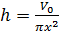 h = V₀/πx²